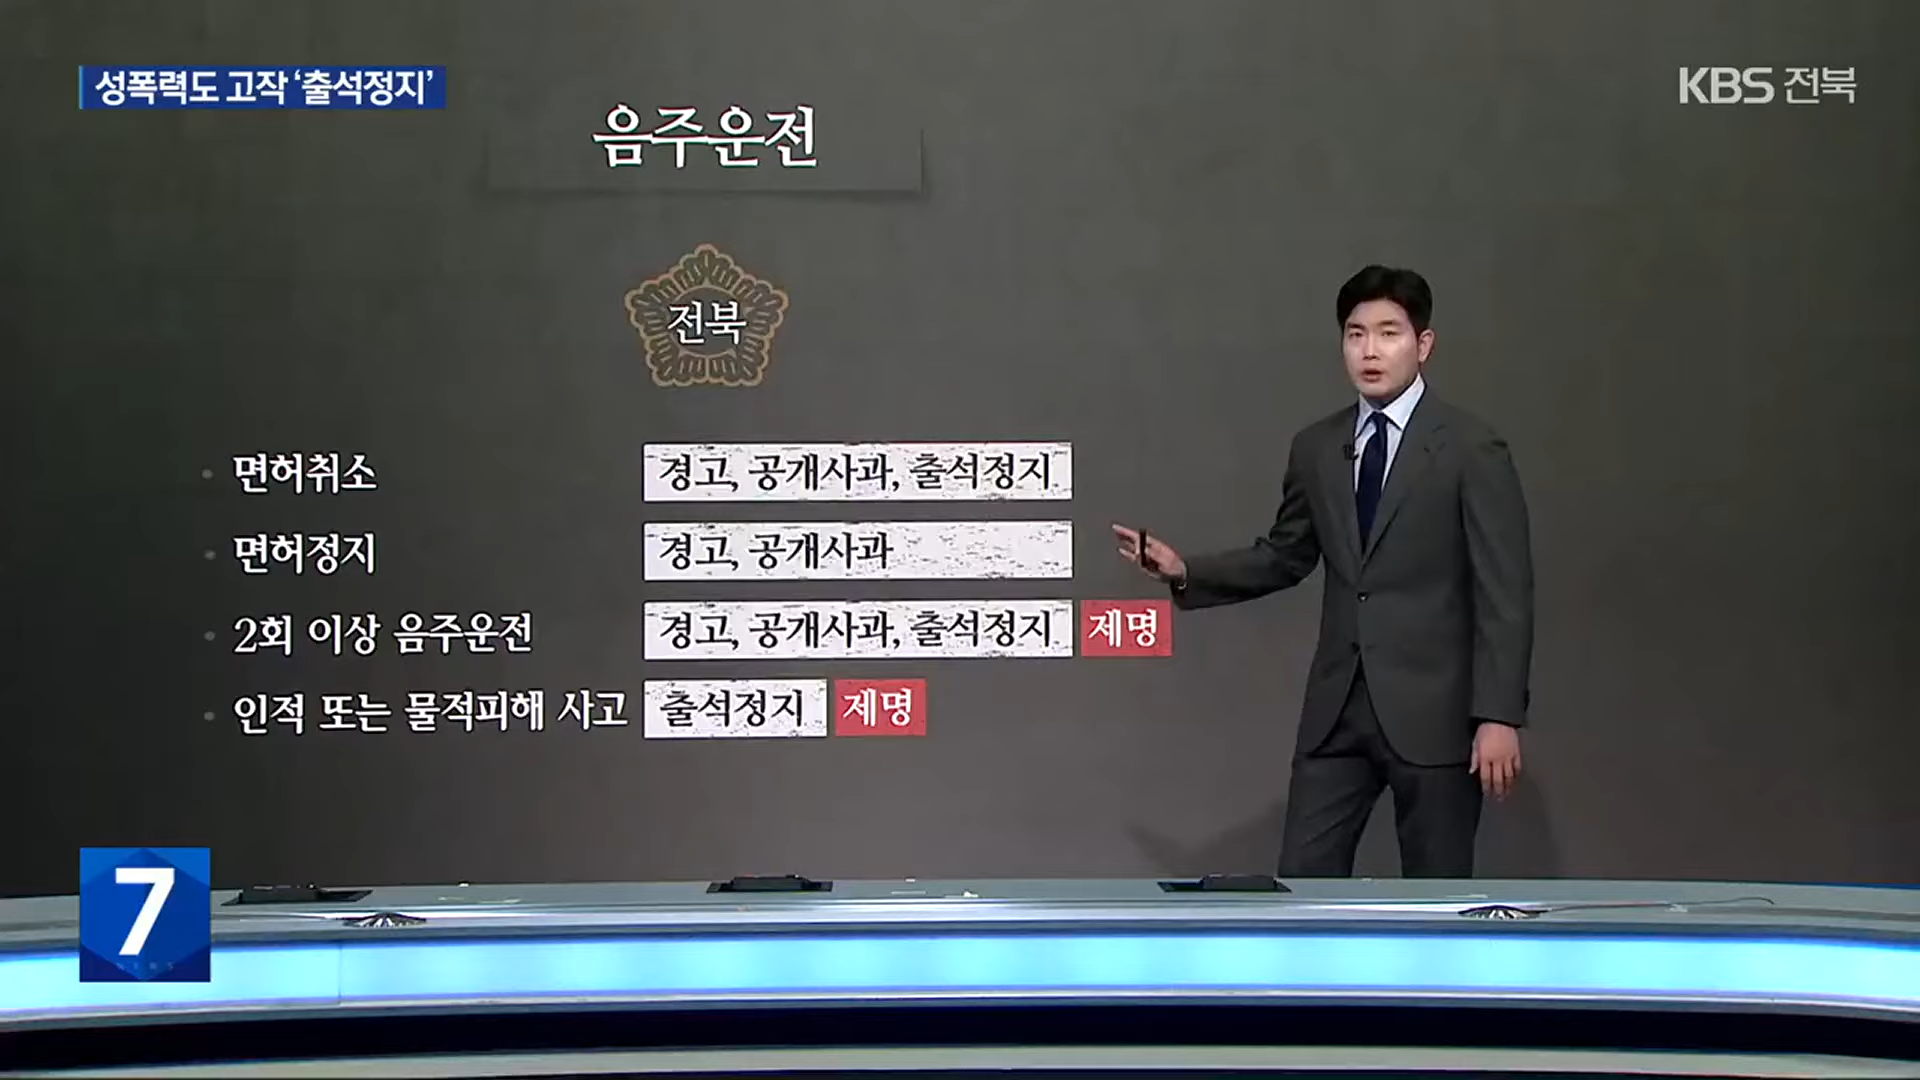 성폭력도 고작 ‘출석정지’
KBS 전북
음주운전
전북
면허취소 경고, 공개사과, 출석정지
면허정지 경고, 공개사과
2회 이상 음주운전 경고, 공개사과, 출석정지 제명
인적 또는 물적피해 사고 출석정지 제명
7
NEWS